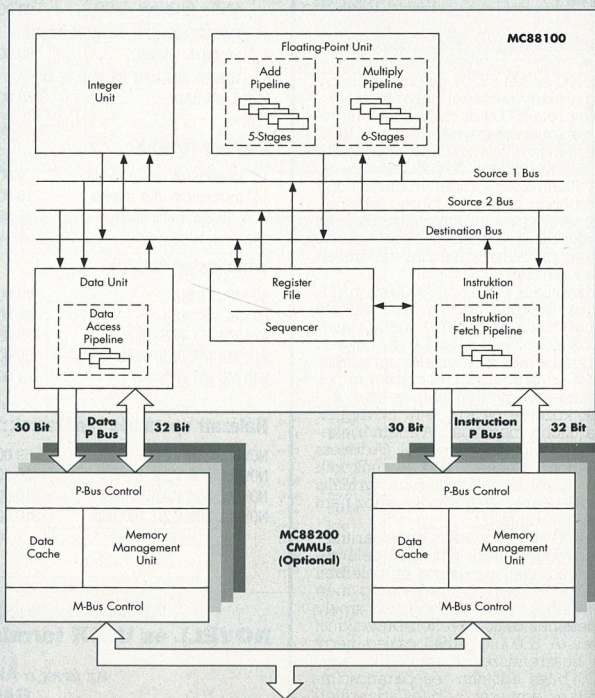 MC88100
Integer
Unit
Floating-Point Unit
Add
Pipeline
5-Stages
Multiply
Pipeline
6-Stages
Source 1 Bus
Source 2 Bus
Destination Bus
Data Unit
Data
Access
Pipeline
Register
File
Sequencer
Instruktion
Unit
Instruktion
Fetch Pipeline
30 Bit
Data
P Bus
32 Bit
30 Bit
Instruction
P Bus
32 Bit
P-Bus Control
Data
Cache
Memory
Management
Unit
M-Bus Control
MC88200
CMMUs
(Optional)
P-Bus Control
Data
Cache
Memory
Management
Unit
M-Bus Control